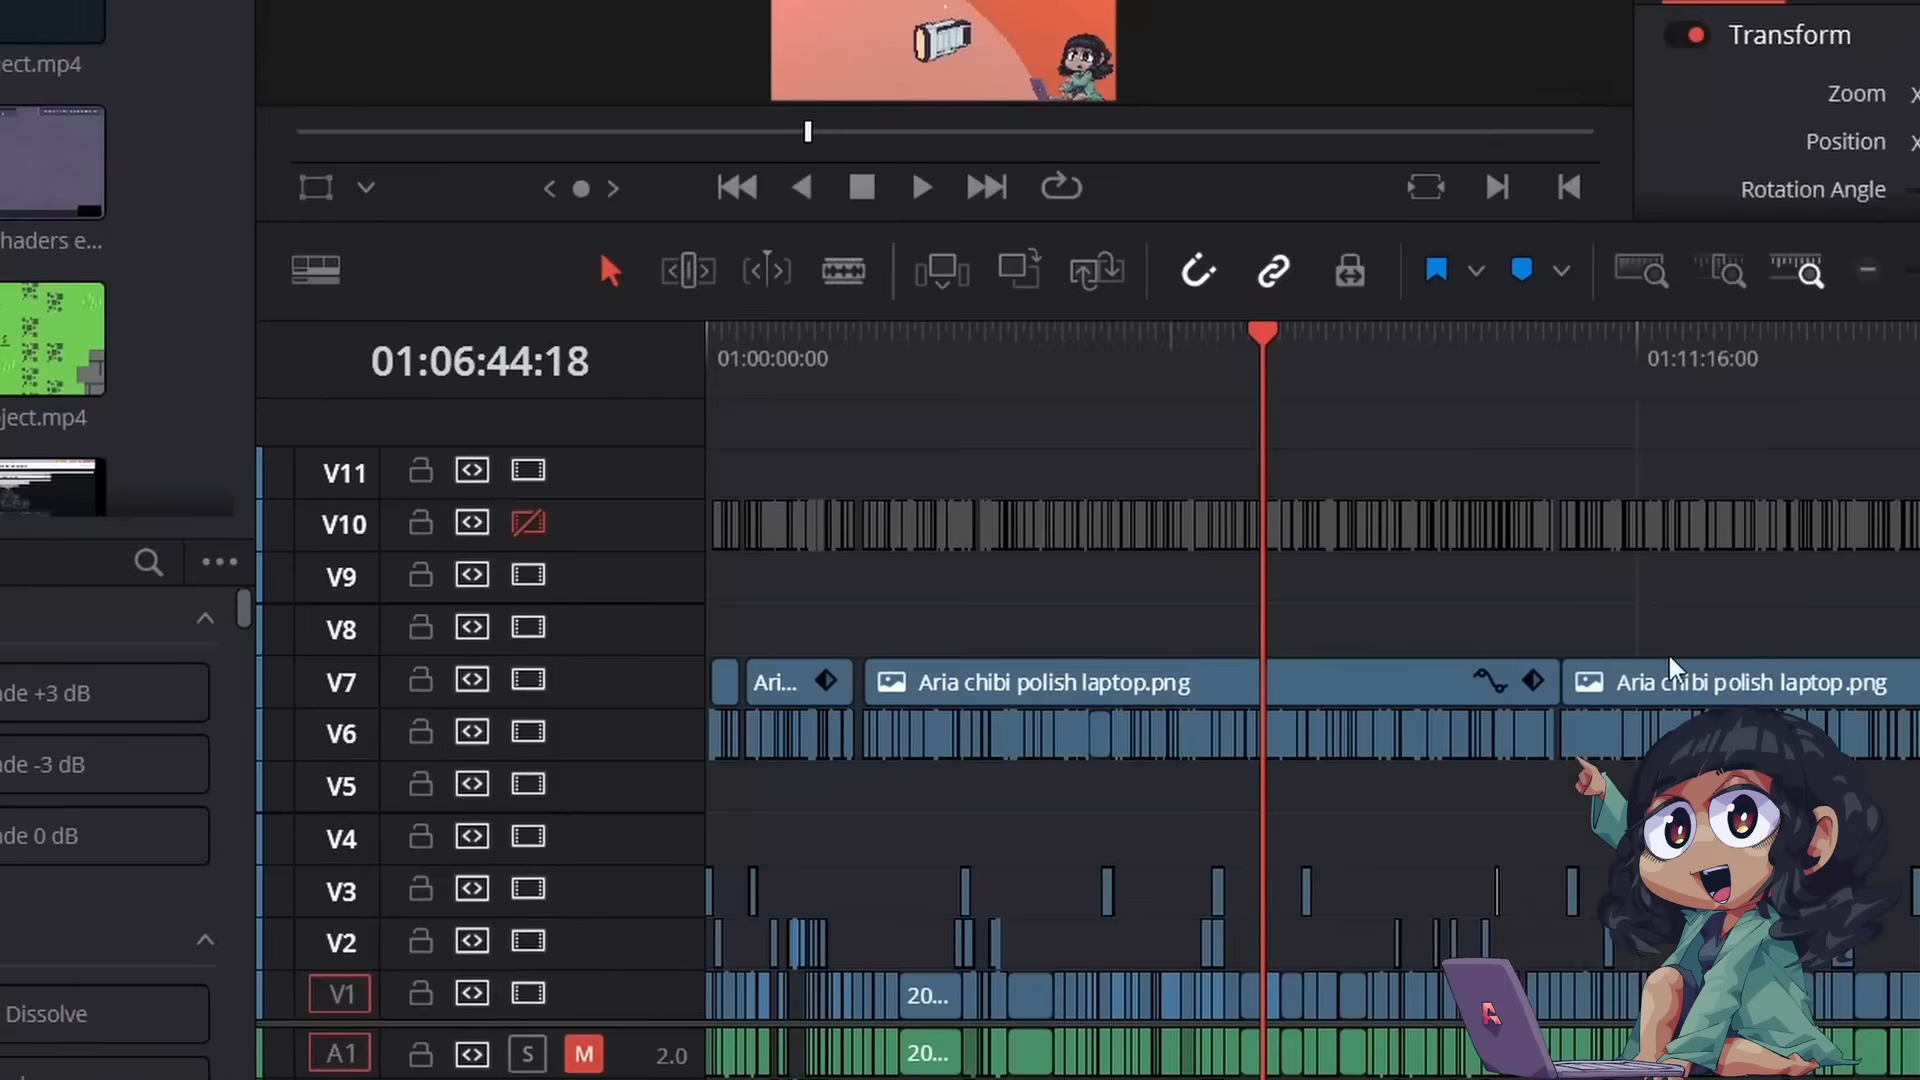 ect.mp4
haders e...
ject.mp4
de +3 dB
de -3 dB
de 0 dB
Dissolve
Transform
Zoom X
Position X
Rotation Angle
01:06:44:18
01:00:00:00
01:11:16:00
V11
V10
V9
V8
V7
Ari...
Aria chibi polish laptop.png
Aria chibi polish laptop.png
V6
V5
V4
V3
V2
V1
20...
A1
S
M
2.0
20...
A